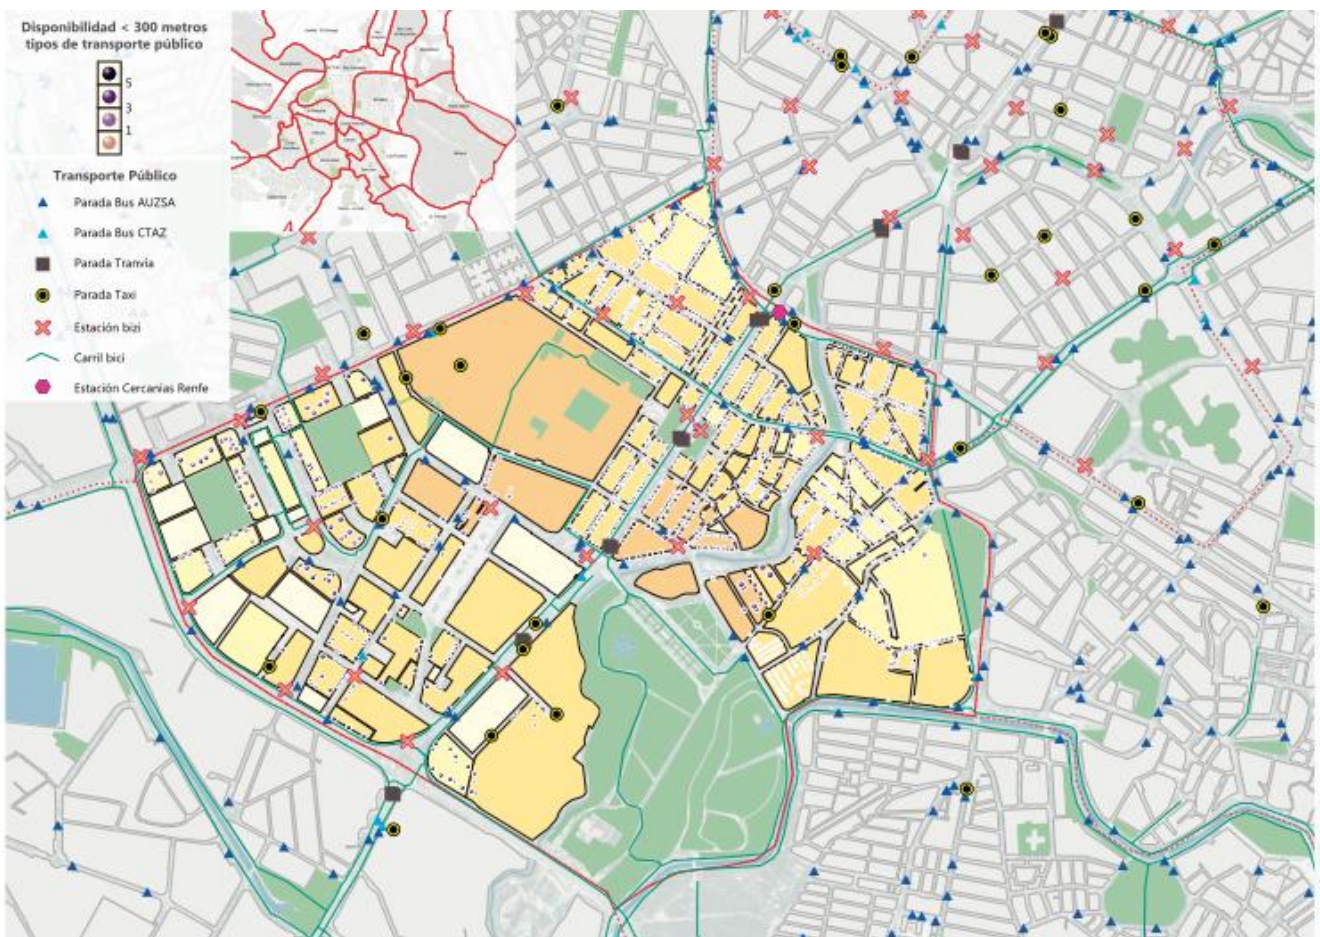 Disponibilidad < 300 metros
tipos de transporte público
5
3
1
Transporte Público
Parada Bus AUZSA
Parada Bus CTAZ
Parada Tranvía
Parada Taxi
Estación bizi
Carril bici
Estación Cercanías Renfe